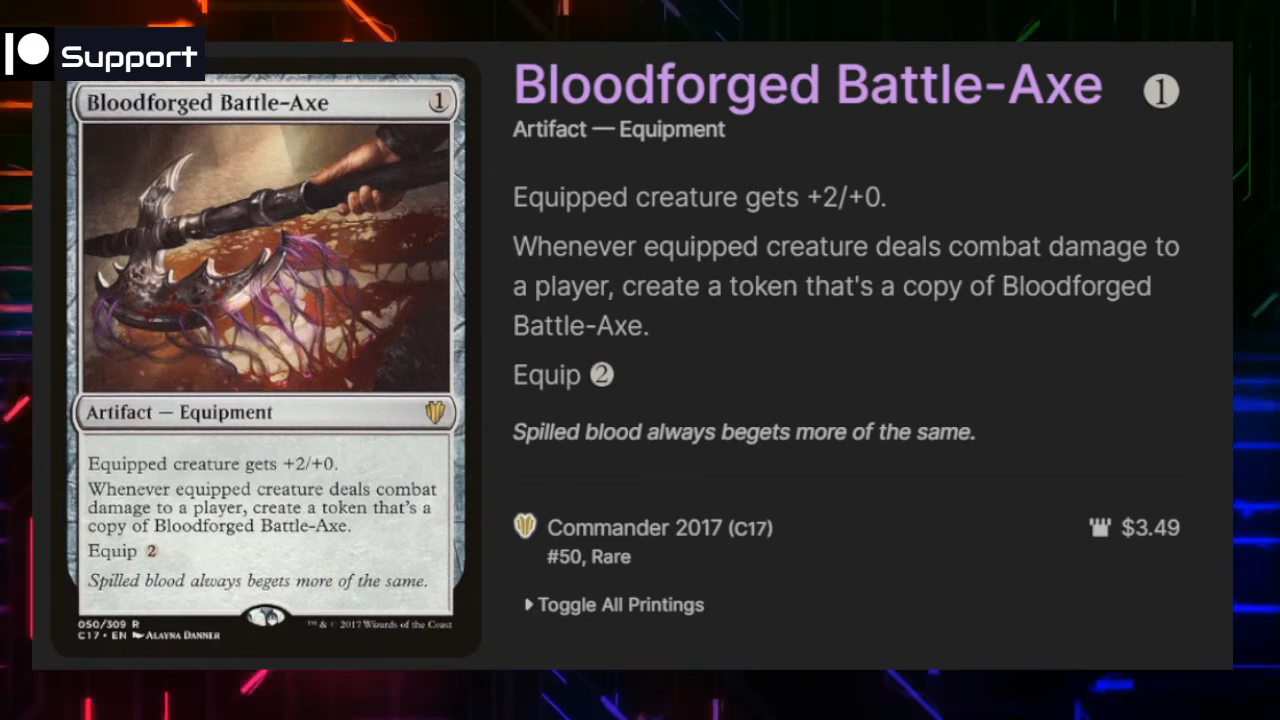 Support
Bloodforged Battle-Axe 1
Artifact — Equipment
Equipped creature gets +2/+0.
Whenever equipped creature deals combat
damage to a player, create a token that's a
copy of Bloodforged Battle-Axe.
Equip 2
Spilled blood always begets more of the same.
050/309 R
C17 • EN ALAYNA DANNER
™ & © 2017 Wizards of the Coast
Bloodforged Battle-Axe 1
Artifact — Equipment
Equipped creature gets +2/+0.
Whenever equipped creature deals combat damage to
a player, create a token that's a copy of Bloodforged
Battle-Axe.
Equip 2
Spilled blood always begets more of the same.
Commander 2017 (C17) $3.49
#50, Rare
Toggle All Printings